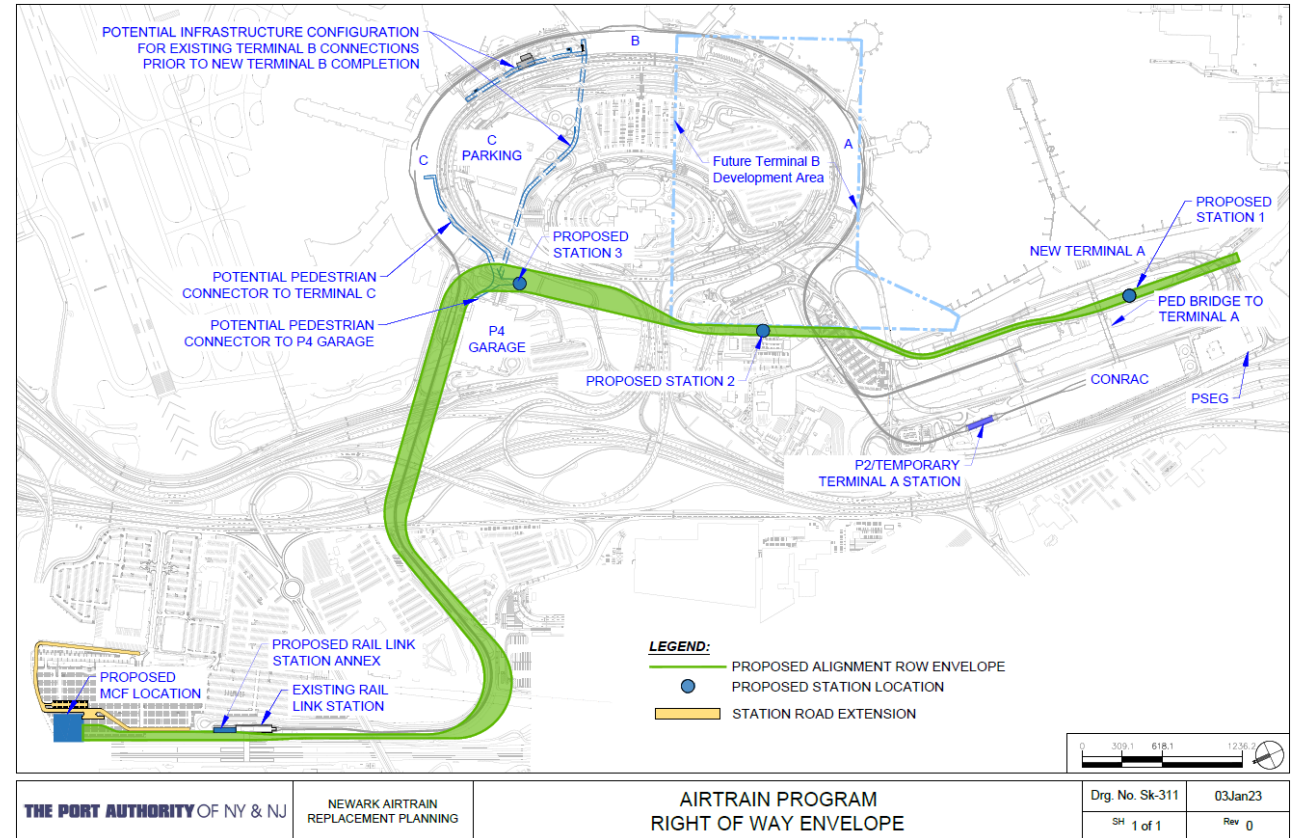 POTENTIAL INFRASTRUCTURE CONFIGURATION
FOR EXISTING TERMINAL B CONNECTIONS
PRIOR TO NEW TERMINAL B COMPLETION
B
C
PARKING
C
A
Future Terminal B
Development Area
PROPOSED
STATION 1
PROPOSED
STATION 3
NEW TERMINAL A
POTENTIAL PEDESTRIAN
CONNECTOR TO TERMINAL C
PED BRIDGE TO
TERMINAL A
POTENTIAL PEDESTRIAN
CONNECTOR TO P4 GARAGE
P4
GARAGE
PROPOSED STATION 2
CONRAC
PSEG
P2/TEMPORARY
TERMINAL A STATION
PROPOSED RAIL LINK
STATION ANNEX
PROPOSED
MCF LOCATION
EXISTING RAIL
LINK STATION
LEGEND:
PROPOSED ALIGNMENT ROW ENVELOPE
PROPOSED STATION LOCATION
STATION ROAD EXTENSION
0 309.1 618.1 1236.2
THE PORT AUTHORITY OF NY & NJ
NEWARK AIRTRAIN
REPLACEMENT PLANNING
AIRTRAIN PROGRAM
RIGHT OF WAY ENVELOPE
Drg. No. Sk-311
03Jan23
SH 1 of 1
Rev 0